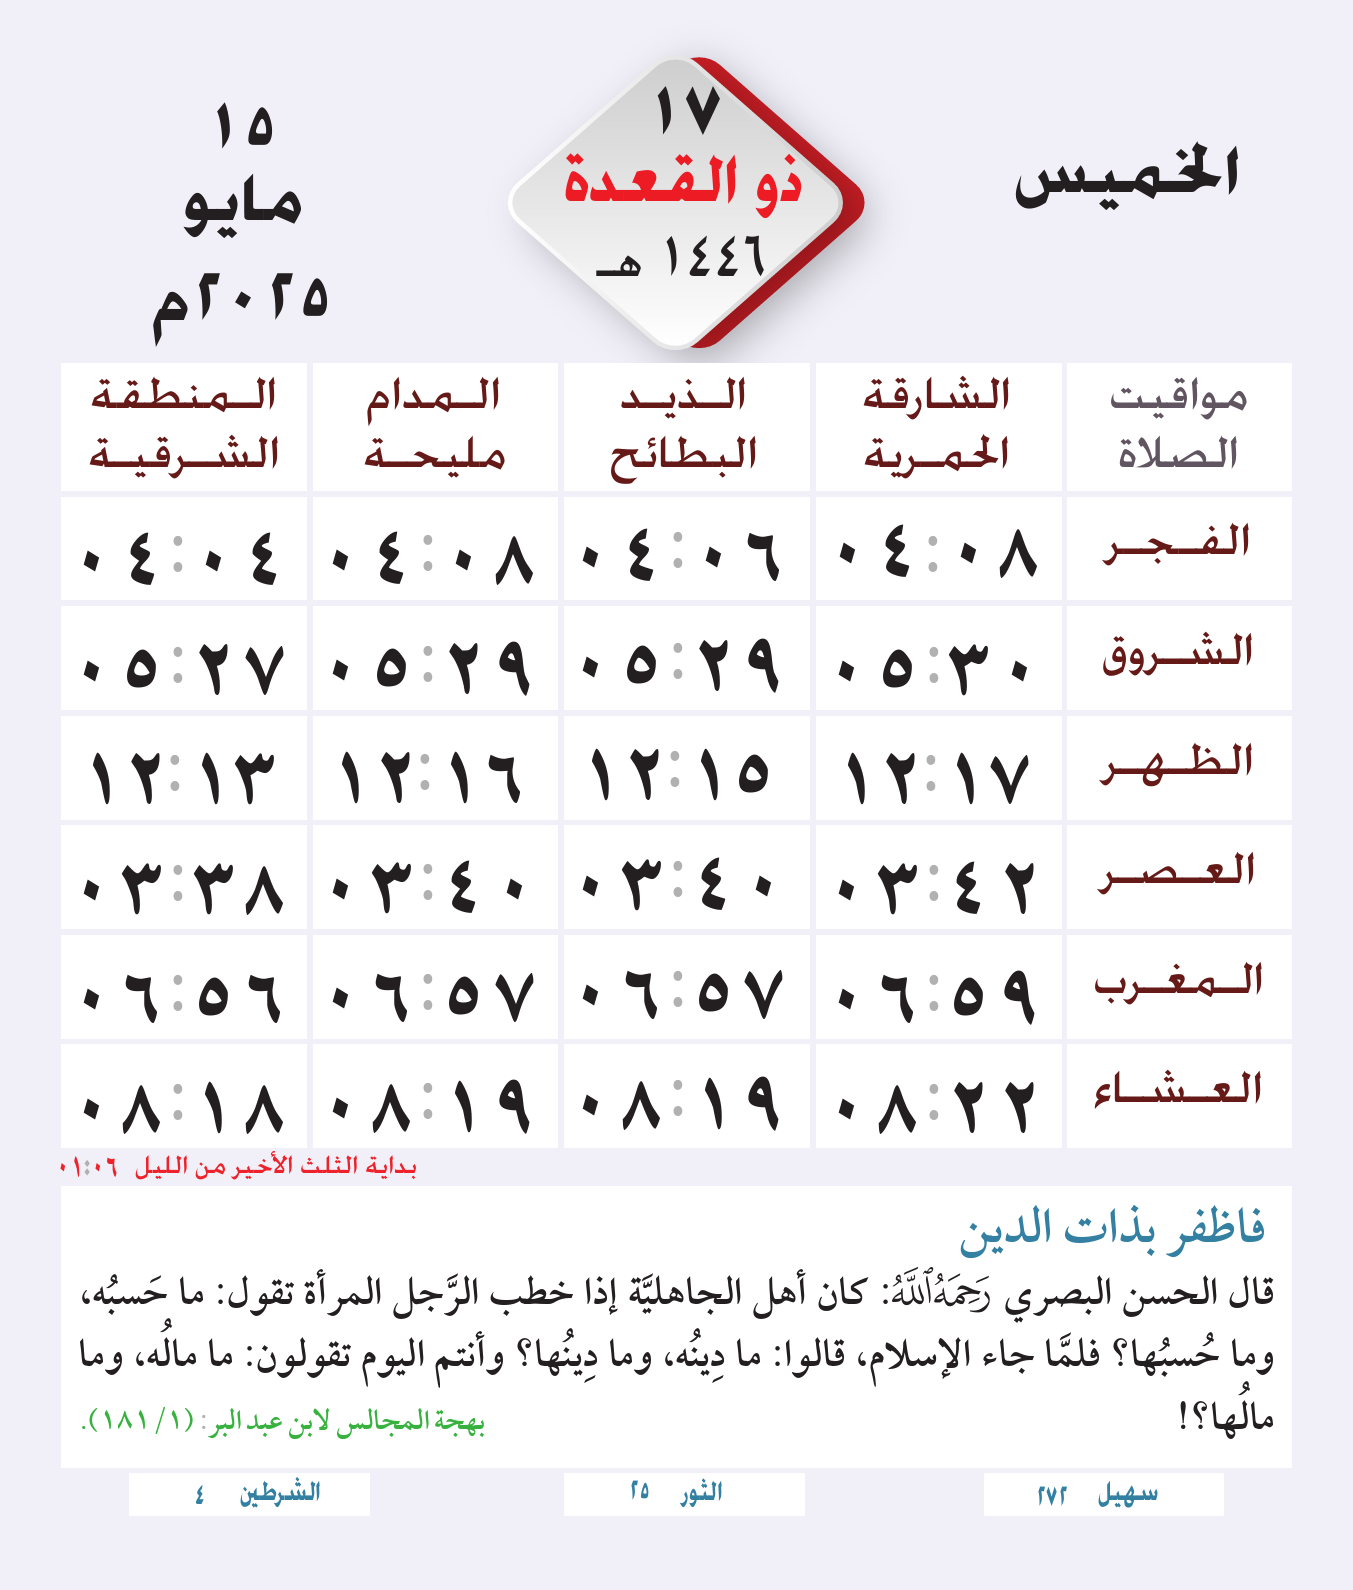 الخميس
١٧
ذو القعدة
١٤٤٦ هـ
١٥
مايو
٢٠٢٥م
مواقيت الصلاة
الشارقة الحمرية
الذيد البطائح
المدام مليحة
المنطقة الشرقية
الفجر ٠٤:٠٨ ٠٤:٠٦ ٠٤:٠٨ ٠٤:٠٤
الشروق ٠٥:٣٠ ٠٥:٢٩ ٠٥:٢٩ ٠٥:٢٧
الظهر ١٢:١٧ ١٢:١٥ ١٢:١٦ ١٢:١٣
العصر ٠٣:٤٢ ٠٣:٤٠ ٠٣:٤٠ ٠٣:٣٨
المغرب ٠٦:٥٩ ٠٦:٥٧ ٠٦:٥٧ ٠٦:٥٦
العشاء ٠٨:٢٢ ٠٨:١٩ ٠٨:١٩ ٠٨:١٨
بداية الثلث الأخير من الليل ٠١:٠٦
فاظفر بذات الدين
قال الحسن البصري رَحِمَهُ ٱللَّهُ: كان أهل الجاهليَّة إذا خطب الرَّجل المرأة تقول: ما حَسبُه،
وما حُسبُها؟ فلمَّا جاء الإسلام، قالوا: ما دِينُه، وما دِينُها؟ وأنتم اليوم تقولون: ما مالُه، وما
مالُها؟! بهجة المجالس لابن عبد البر: (١/ ١٨١).
سهيل ٢٧٢ الثور ٢٥ الشرطين ٤